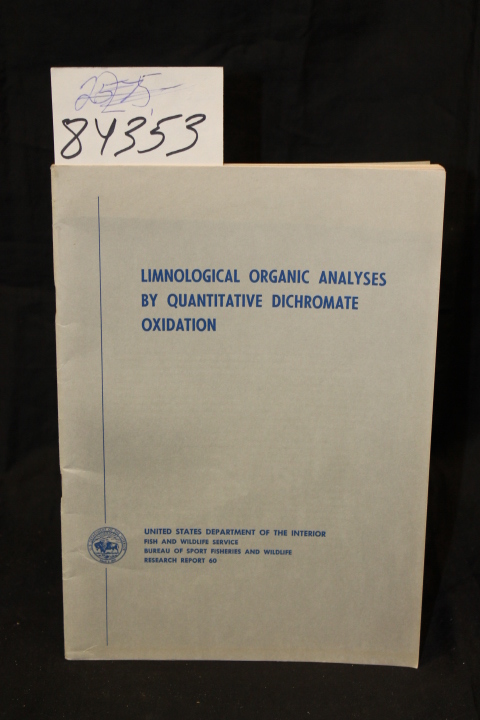 84353
LIMNOLOGICAL ORGANIC ANALYSES
BY QUANTITATIVE DICHROMATE
OXIDATION
UNITED STATES DEPARTMENT OF THE INTERIOR
FISH AND WILDLIFE SERVICE
BUREAU OF SPORT FISHERIES AND WILDLIFE
RESEARCH REPORT 60